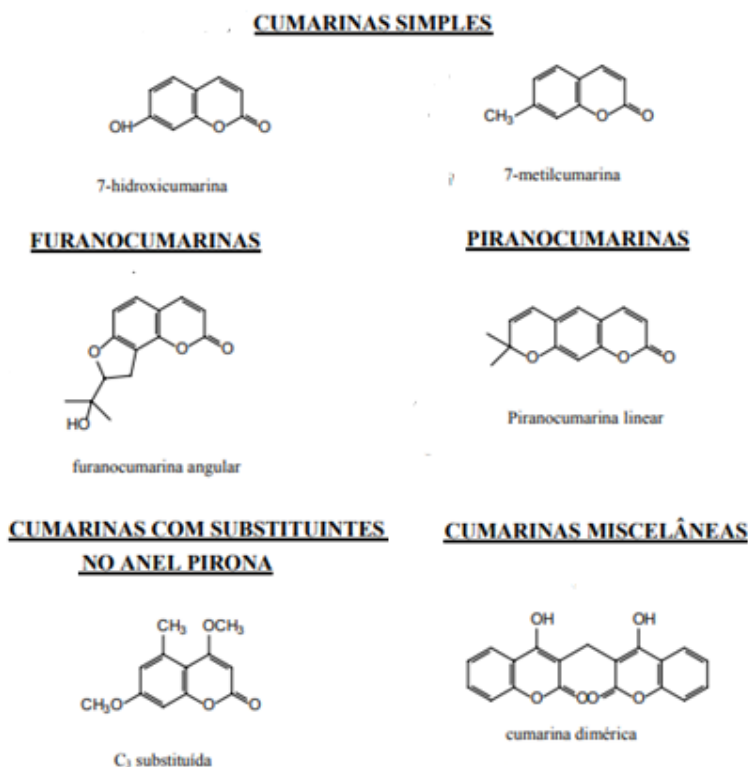 CUMARINAS SIMPLES
OH
O
O
CH₃
O
O
7-hidroxicumarina
7-metilcumarina
FURANOCUMARINAS
PIRANOCUMARINAS
O
O
O
HO
O
O
O
furanocumarina angular
Piranocumarina linear
CUMARINAS COM SUBSTITUINTES
NO ANEL PIRONA
CUMARINAS MISCELÂNEAS
CH₃ OCH₃
CH₃O
O
O
OH
OH
O
O
O
O
C₃ substituída
cumarina dimérica